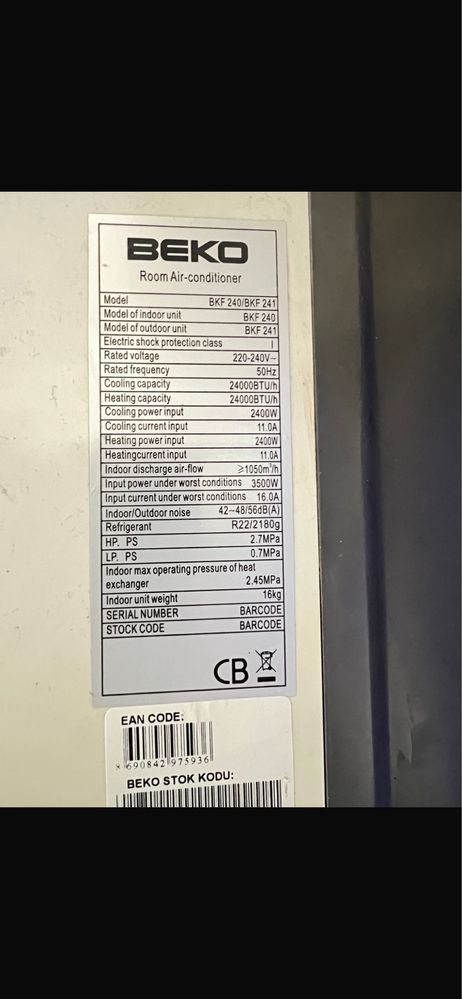 BEKO
Room Air-conditioner
Model BKF 240/BKF 241
Model of indoor unit BKF 240
Model of outdoor unit BKF 241
Electric shock protection class I
Rated voltage 220-240V~
Rated frequency 50Hz
Cooling capacity 24000BTU/h
Heating capacity 24000BTU/h
Cooling power input 2400W
Cooling current input 11.0A
Heating power input 2400W
Heatingcurrent input 11.0A
Indoor discharge air-flow ≥1050m³/h
Input power under worst conditions 3500W
Input current under worst conditions 16.0A
Indoor/Outdoor noise 42~48/56dB(A)
Refrigerant R22/2180g
HP. PS 2.7MPa
LP. PS 0.7MPa
Indoor max operating pressure of heat
exchanger 2.45MPa
Indoor unit weight 16kg
SERIAL NUMBER BARCODE
STOCK CODE BARCODE
CB
EAN CODE:
8 690842 975936
BEKO STOK KODU: